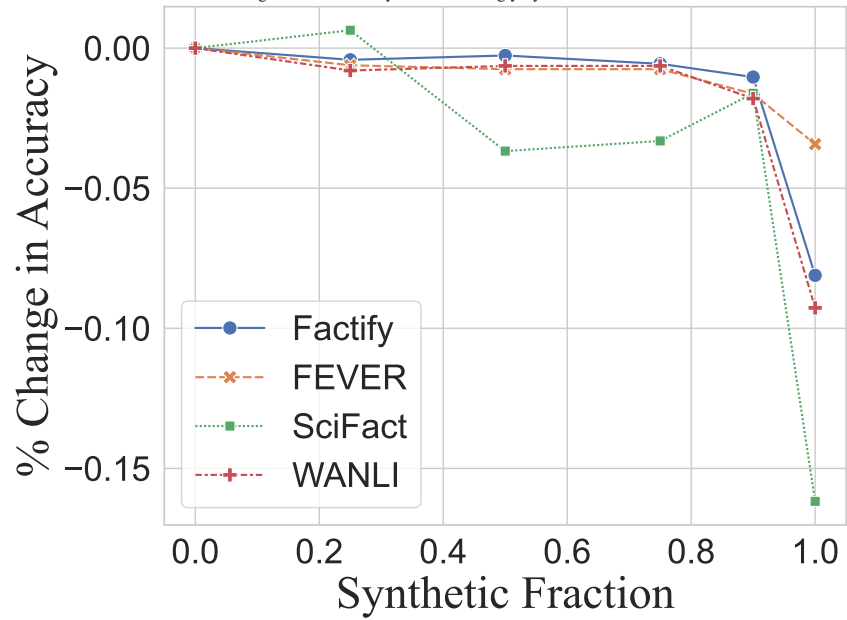 0.00
−0.05
−0.10
−0.15
% Change in Accuracy
Factify
FEVER
SciFact
WANLI
0.0 0.2 0.4 0.6 0.8 1.0
Synthetic Fraction